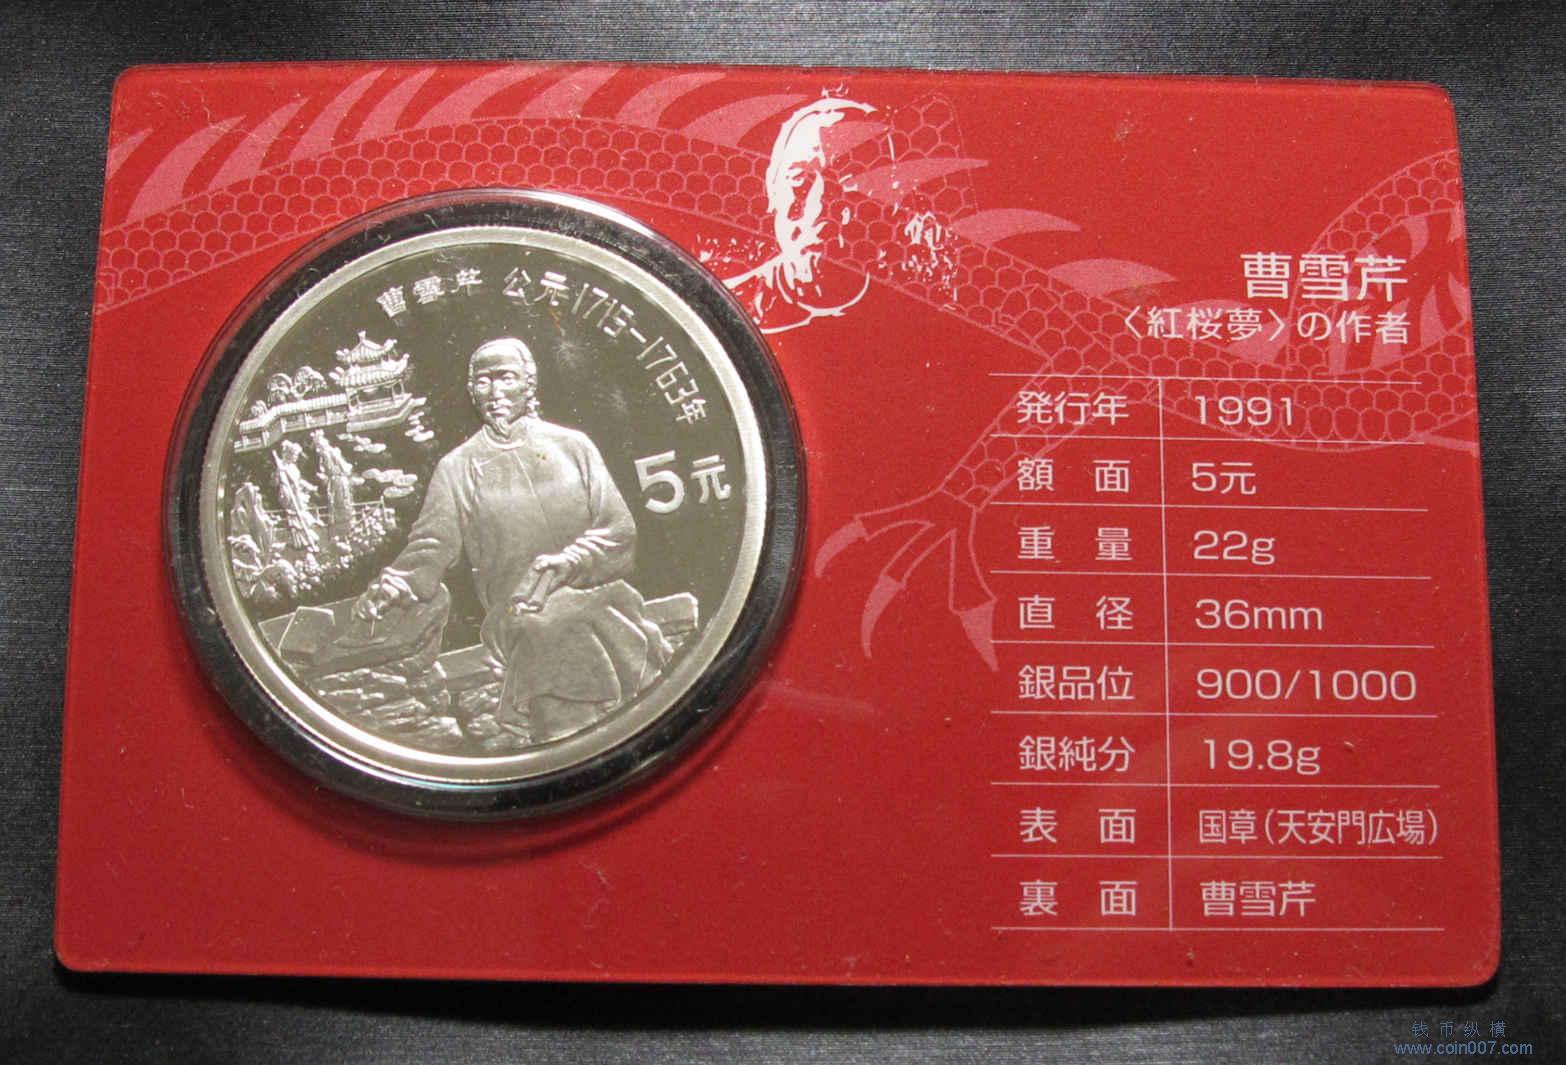 曹雪芹 公元1715-1763年
5元
曹雪芹
〈紅桜夢〉の作者
発行年 1991
額面 5元
重量 22g
直径 36mm
銀品位 900/1000
銀純分 19.8g
表面 国章(天安門広場)
裏面 曹雪芹
钱币纵横
www.coin007.com